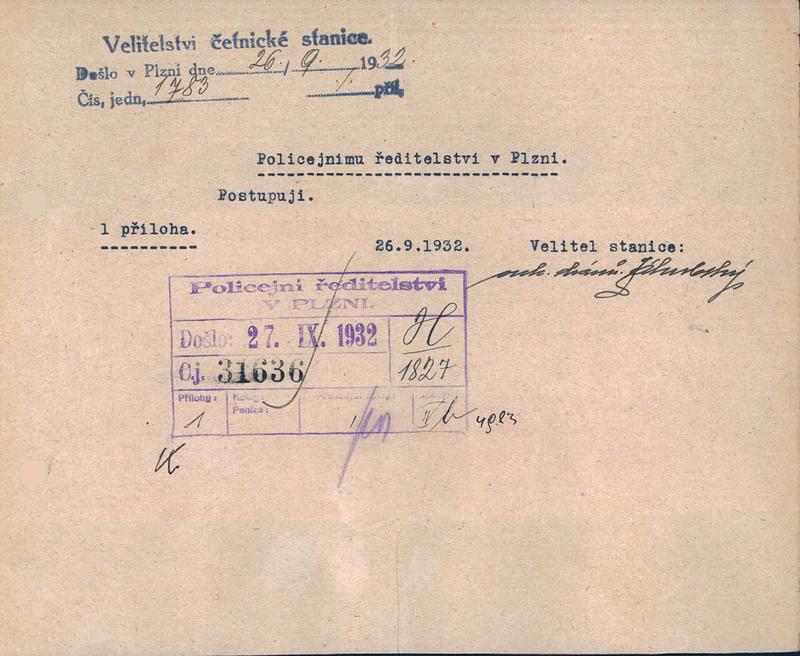 Velitelství četnické stanice.
Došlo v Plzni dne 26./9. 1932.
Čís. jedn. 1783 ./. příl.
Policejnímu ředitelství v Plzni.
Postupuji.
1 příloha.
26.9.1932. Velitel stanice:
Policejní ředitelství
V PLZNI.
Došlo: 27. IX. 1932 H
Čj. 31636 1827
Přílohy:
Peníze:
1